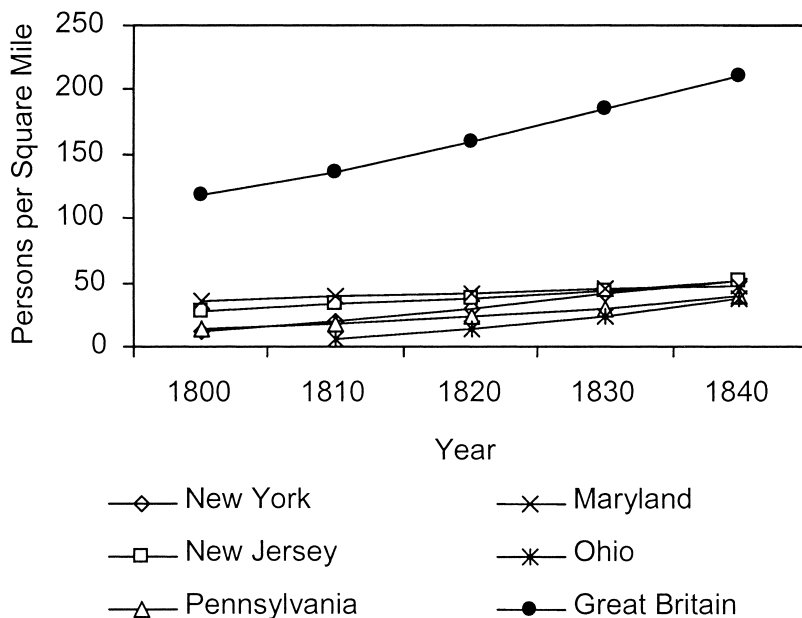 Persons per Square Mile
250
200
150
100
50
0
1800 1810 1820 1830 1840
Year
New York Maryland
New Jersey Ohio
Pennsylvania Great Britain